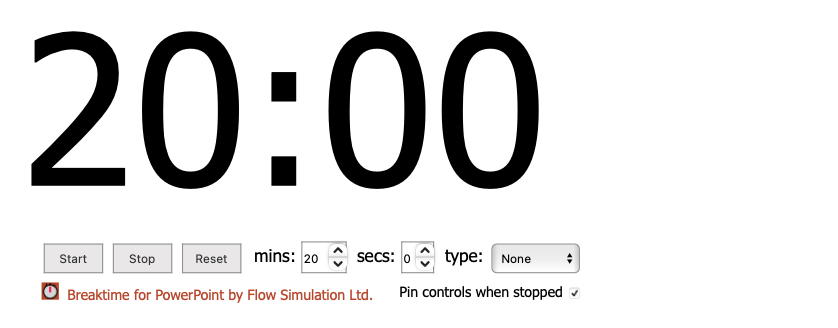 20:00
Start Stop Reset mins: 20 secs: 0 type: None
Breaktime for PowerPoint by Flow Simulation Ltd. Pin controls when stopped